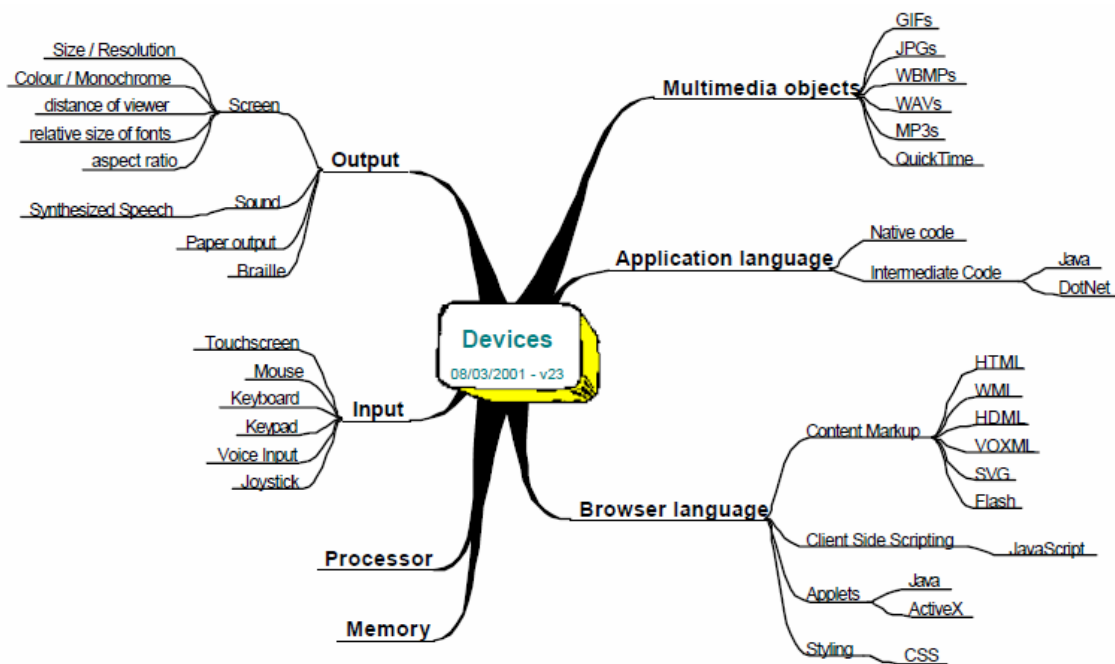 Devices
08/03/2001 - v23
Multimedia objects
GIFs
JPGs
WBMPs
WAVs
MP3s
QuickTime
Application language
Native code
Intermediate Code
Java
DotNet
Browser language
Content Markup
HTML
WML
HDML
VOXML
SVG
Flash
Client Side Scripting
JavaScript
Applets
Java
ActiveX
Styling
CSS
Output
Screen
Size / Resolution
Colour / Monochrome
distance of viewer
relative size of fonts
aspect ratio
Sound
Synthesized Speech
Paper output
Braille
Input
Touchscreen
Mouse
Keyboard
Keypad
Voice Input
Joystick
Processor
Memory